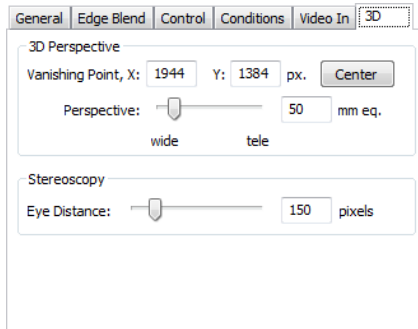 General Edge Blend Control Conditions Video In 3D
3D Perspective
Vanishing Point, X: 1944 Y: 1384 px. Center
Perspective: 50 mm eq.
wide tele
Stereoscopy
Eye Distance: 150 pixels